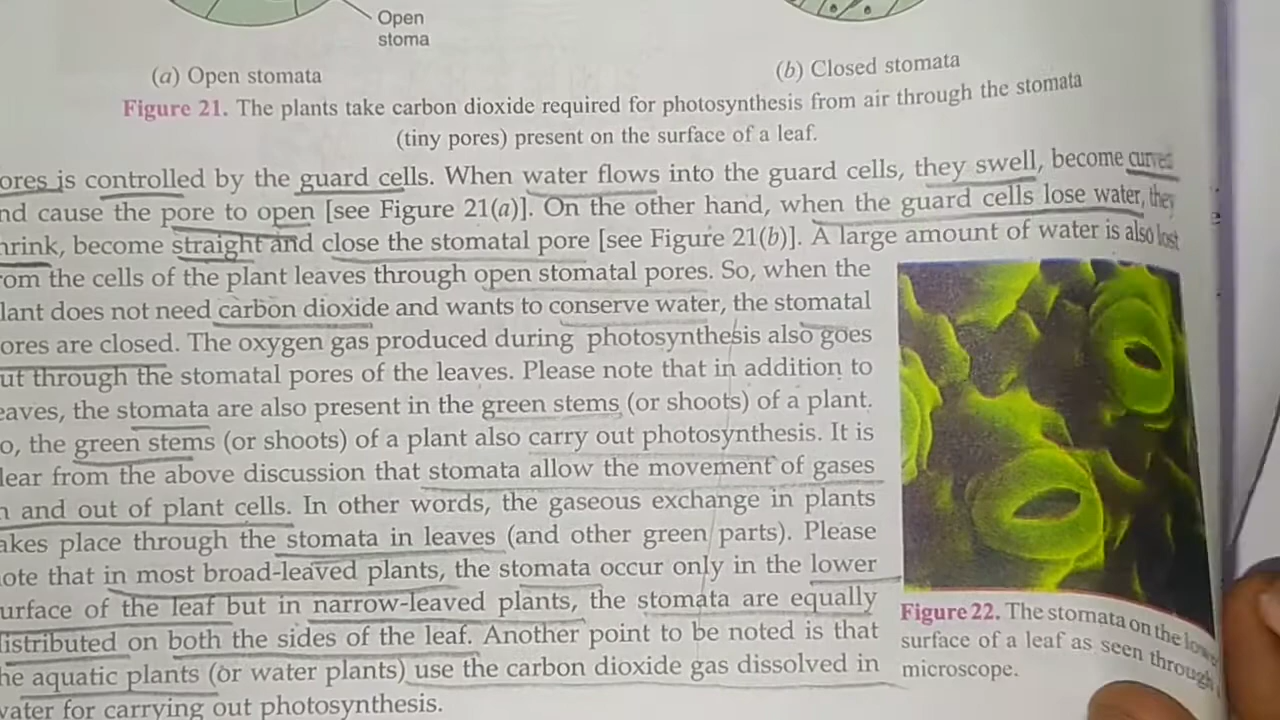 Open
stoma
(a) Open stomata
(b) Closed stomata
Figure 21. The plants take carbon dioxide required for photosynthesis from air through the stomata
(tiny pores) present on the surface of a leaf.
ores is controlled by the guard cells. When water flows into the guard cells, they swell, become curved
nd cause the pore to open [see Figure 21(a)]. On the other hand, when the guard cells lose water, they
hrink, become straight and close the stomatal pore [see Figure 21(b)]. A large amount of water is also lost
rom the cells of the plant leaves through open stomatal pores. So, when the
lant does not need carbon dioxide and wants to conserve water, the stomatal
ores are closed. The oxygen gas produced during photosynthesis also goes
ut through the stomatal pores of the leaves. Please note that in addition to
eaves, the stomata are also present in the green stems (or shoots) of a plant.
o, the green stems (or shoots) of a plant also carry out photosynthesis. It is
lear from the above discussion that stomata allow the movement of gases
n and out of plant cells. In other words, the gaseous exchange in plants
akes place through the stomata in leaves (and other green parts). Please
ote that in most broad-leaved plants, the stomata occur only in the lower
urface of the leaf but in narrow-leaved plants, the stomata are equally
istributed on both the sides of the leaf. Another point to be noted is that
he aquatic plants (or water plants) use the carbon dioxide gas dissolved in
water for carrying out photosynthesis.
Figure 22. The stomata on the lowe
surface of a leaf as seen through
microscope.